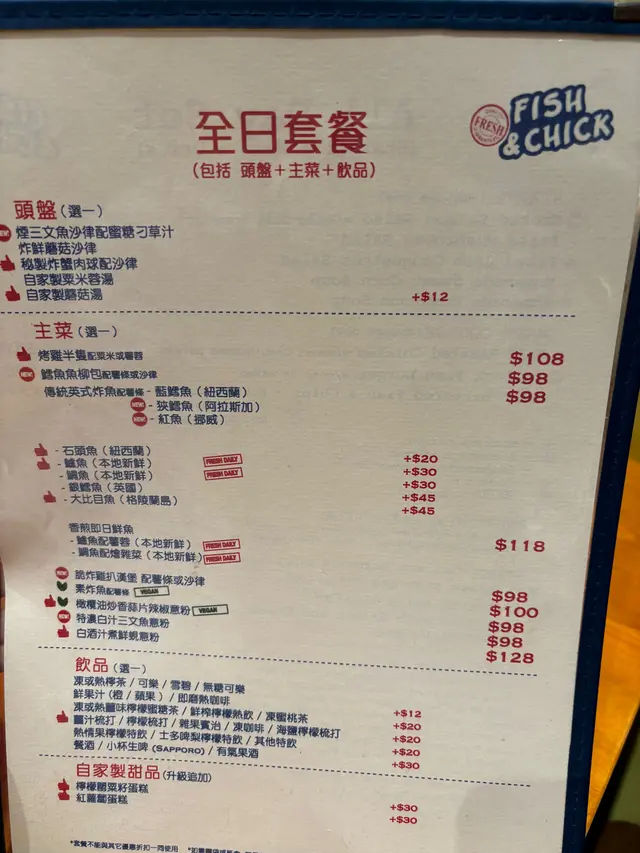 FRESH
FISH
&CHICK
全日套餐
(包括 頭盤+主菜+飲品)
頭盤(選一)
NEW! 煙三文魚沙律配蜜糖刁草汁
炸鮮蘑菇沙律
秘製炸蟹肉球配沙律
自家製粟米蓉湯
自家製蘑菇湯 +$12
主菜(選一)
烤雞半隻配粟米或薯蓉 $108
NEW! 鱈魚魚柳包配薯條或沙律 $98
傳統英式炸魚配薯條 - 藍鱈魚(紐西蘭) $98
NEW! - 狹鱈魚(阿拉斯加)
NEW! - 紅魚(挪威)
- 石頭魚(紐西蘭) +$20
- 鱸魚(本地新鮮) FRESH DAILY +$30
- 鯛魚(本地新鮮) FRESH DAILY +$30
- 銀鱈魚(英國) +$45
- 大比目魚(格陵蘭島) +$45
香煎即日鮮魚
- 鱸魚配薯蓉(本地新鮮) FRESH DAILY $118
- 鯛魚配燴雜菜(本地新鮮) FRESH DAILY
NEW! 脆炸雞扒漢堡 配薯條或沙律 $98
素炸魚配薯條 VEGAN $100
橄欖油炒香蒜片辣椒意粉 VEGAN $98
NEW! 特濃白汁三文魚意粉 $98
白酒汁煮鮮蜆意粉 $128
飲品(選一)
凍或熱檸茶 / 可樂 / 雪碧 / 無糖可樂
鮮果汁(橙 / 蘋果) / 即磨熱咖啡 +$12
凍或熱薑味檸檬蜜糖茶 / 鮮榨檸檬熱飲 / 凍蜜桃茶 +$20
薑汁梳打 / 檸檬梳打 / 雜果賓治 / 凍咖啡 / 海鹽檸檬梳打 +$20
熱情果檸檬特飲 / 士多啤梨檸檬特飲 / 其他特飲 +$20
餐酒 / 小杯生啤 (SAPPORO) / 有氣果酒 +$30
自家製甜品(升級追加)
檸檬罌粟籽蛋糕 +$30
紅蘿蔔蛋糕 +$30
*套餐不能與其它優惠折扣一同使用